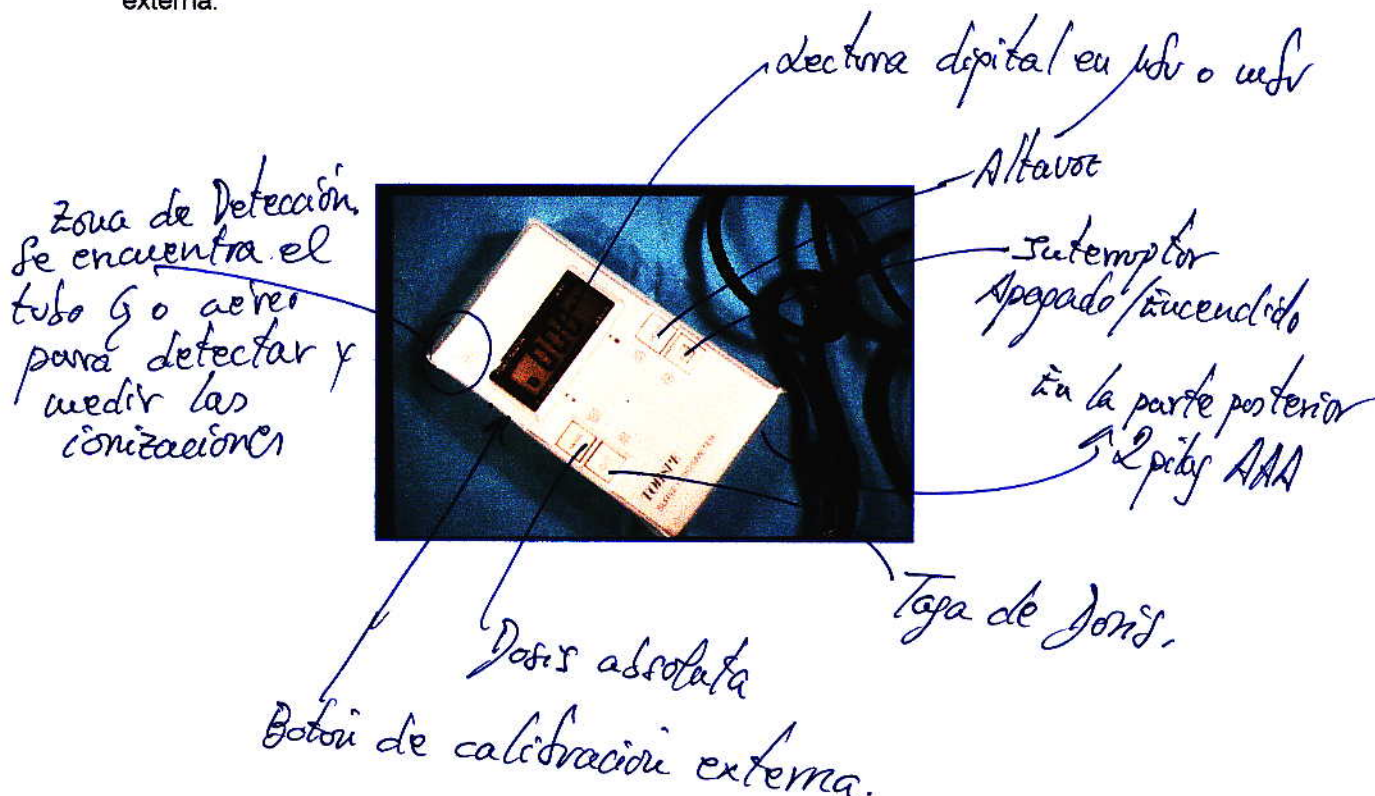 externa.
Lectura digital en µSv o mSv
Altavoz
Interruptor
Apagado/Encendido
En la parte posterior
2 pilas AAA
Zona de Detección.
Se encuentra el
tubo G o aéreo
para detectar y
medir las
ionizaciones
Tasa de Dosis.
Dosis absoluta
Botón de calibración externa.